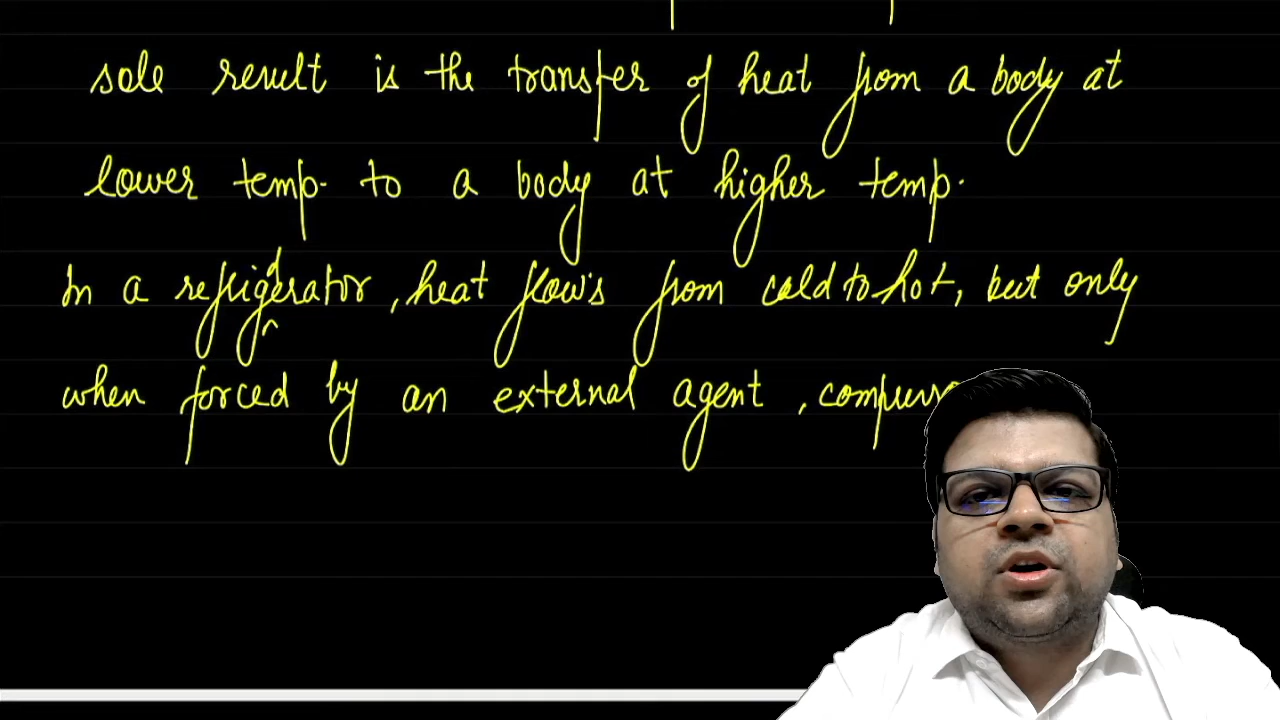 sole result is the transfer of heat from a body at
lower temp. to a body at higher temp.
In a refrigerator, heat flows from cold to hot, but only
when forced by an external agent,